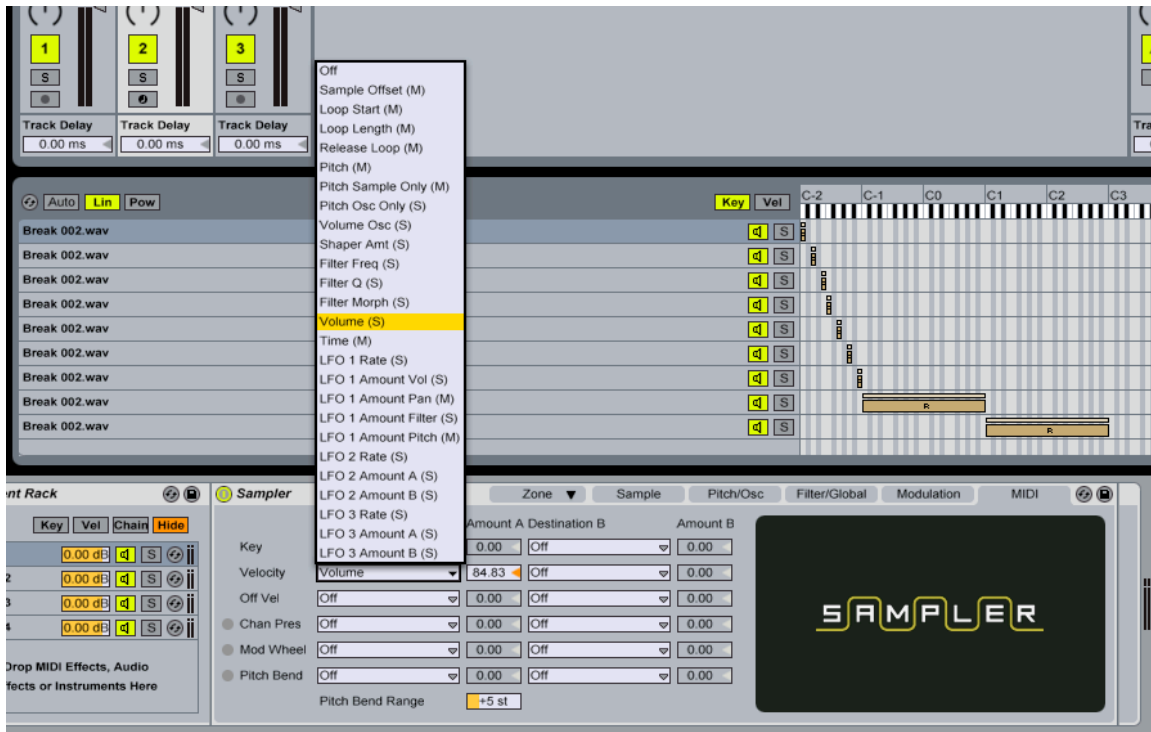 1 2 3
S S S
Track Delay Track Delay Track Delay
0.00 ms 0.00 ms 0.00 ms
Off
Sample Offset (M)
Loop Start (M)
Loop Length (M)
Release Loop (M)
Pitch (M)
Pitch Sample Only (M)
Pitch Osc Only (S)
Volume Osc (S)
Shaper Amt (S)
Filter Freq (S)
Filter Q (S)
Filter Morph (S)
Volume (S)
Time (M)
LFO 1 Rate (S)
LFO 1 Amount Vol (S)
LFO 1 Amount Pan (M)
LFO 1 Amount Filter (S)
LFO 1 Amount Pitch (M)
LFO 2 Rate (S)
LFO 2 Amount A (S)
LFO 2 Amount B (S)
LFO 3 Rate (S)
LFO 3 Amount A (S)
LFO 3 Amount B (S)
Auto Lin Pow Key Vel C-2 C-1 C0 C1 C2 C3
Break 002.wav S
Break 002.wav S
Break 002.wav S
Break 002.wav S
Break 002.wav S
Break 002.wav S
Break 002.wav S
Break 002.wav S R
Break 002.wav S R
nt Rack
Key Vel Chain Hide
0.00 dB S
2 0.00 dB S
3 0.00 dB S
4 0.00 dB S
Drop MIDI Effects, Audio
fects or Instruments Here
Sampler Zone Sample Pitch/Osc Filter/Global Modulation MIDI
Amount A Destination B Amount B
Key 0.00 Off 0.00
Velocity Volume 84.83 Off 0.00
Off Vel Off 0.00 Off 0.00
Chan Pres Off 0.00 Off 0.00
Mod Wheel Off 0.00 Off 0.00
Pitch Bend Off 0.00 Off 0.00
Pitch Bend Range +5 st
SAMPLER